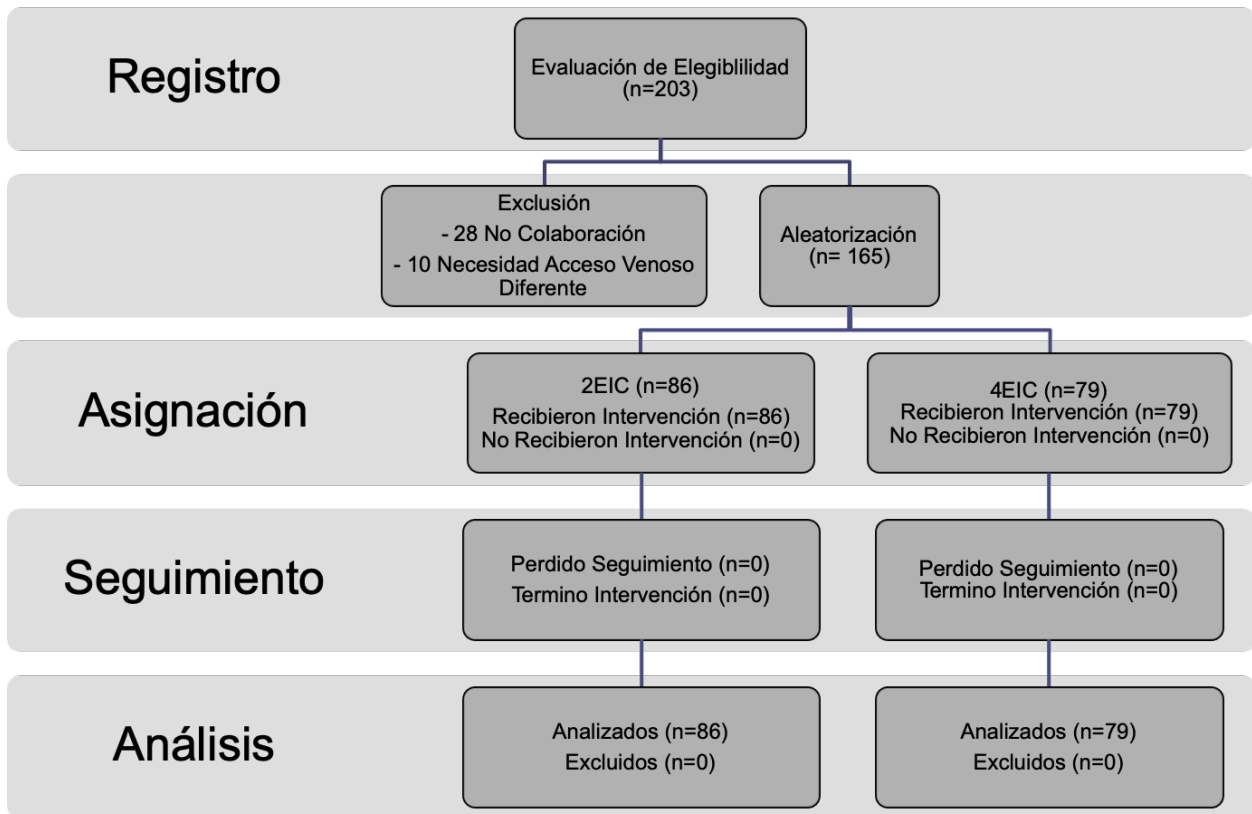 Registro
Evaluación de Elegiblilidad
(n=203)
Exclusión
- 28 No Colaboración
- 10 Necesidad Acceso Venoso
Diferente
Aleatorización
(n= 165)
Asignación
2EIC (n=86)
Recibieron Intervención (n=86)
No Recibieron Intervención (n=0)
4EIC (n=79)
Recibieron Intervención (n=79)
No Recibieron Intervención (n=0)
Seguimiento
Perdido Seguimiento (n=0)
Termino Intervención (n=0)
Perdido Seguimiento (n=0)
Termino Intervención (n=0)
Análisis
Analizados (n=86)
Excluidos (n=0)
Analizados (n=79)
Excluidos (n=0)